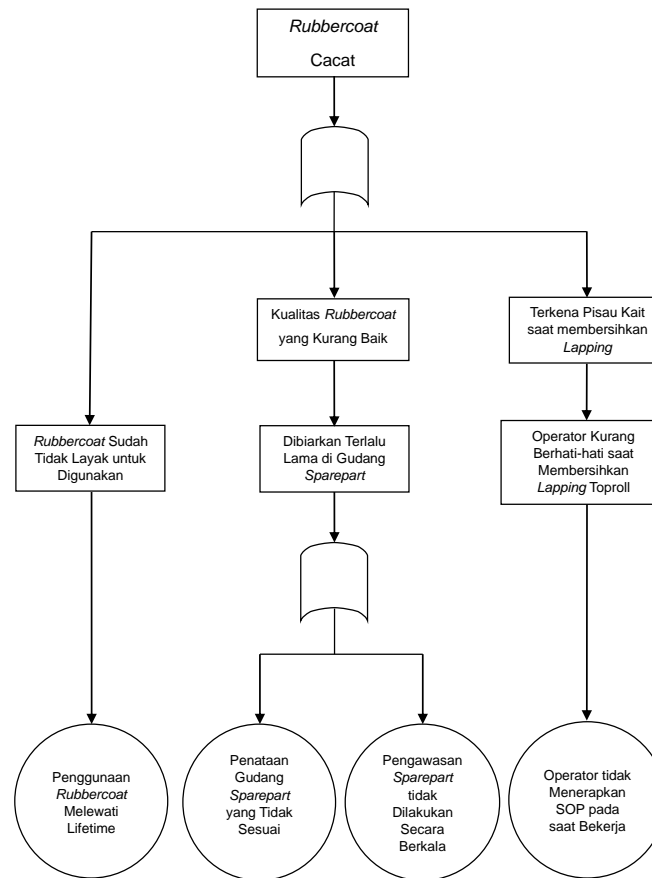 Rubbercoat
Cacat
Kualitas Rubbercoat
yang Kurang Baik
Terkena Pisau Kait
saat membersihkan
Lapping
Rubbercoat Sudah
Tidak Layak untuk
Digunakan
Dibiarkan Terlalu
Lama di Gudang
Sparepart
Operator Kurang
Berhati-hati saat
Membersihkan
Lapping Toproll
Penggunaan
Rubbercoat
Melewati
Lifetime
Penataan
Gudang
Sparepart
yang Tidak
Sesuai
Pengawasan
Sparepart
tidak
Dilakukan
Secara
Berkala
Operator tidak
Menerapkan
SOP pada
saat Bekerja